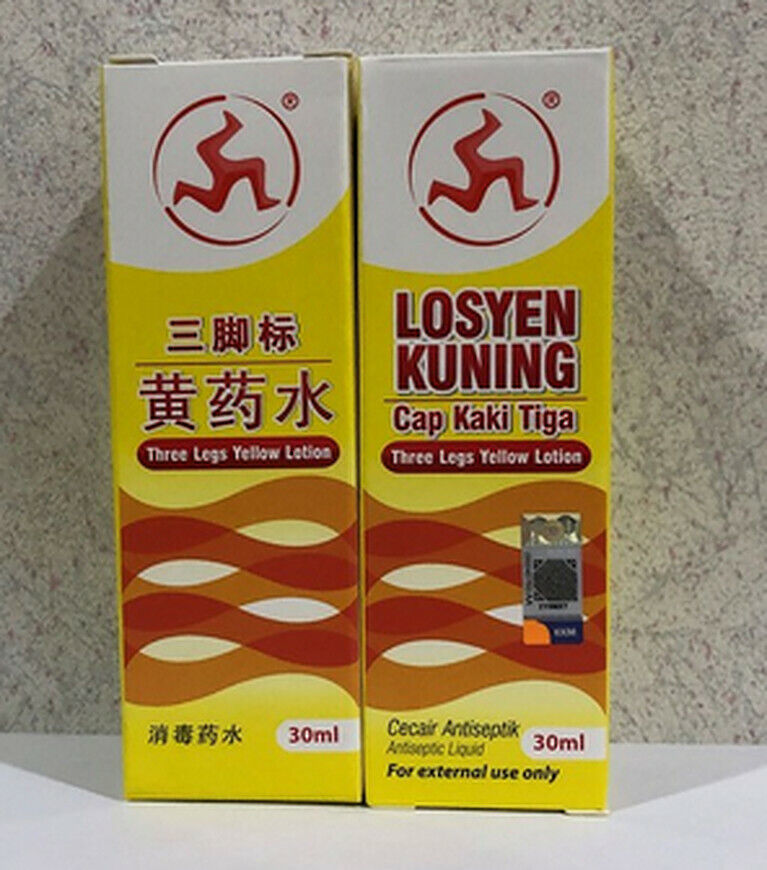 ®
三脚标
黄药水
Three Legs Yellow Lotion
消毒药水
30ml
®
LOSYEN
KUNING
Cap Kaki Tiga
Three Legs Yellow Lotion
Cecair Antiseptik
Antiseptic Liquid
30ml
For external use only